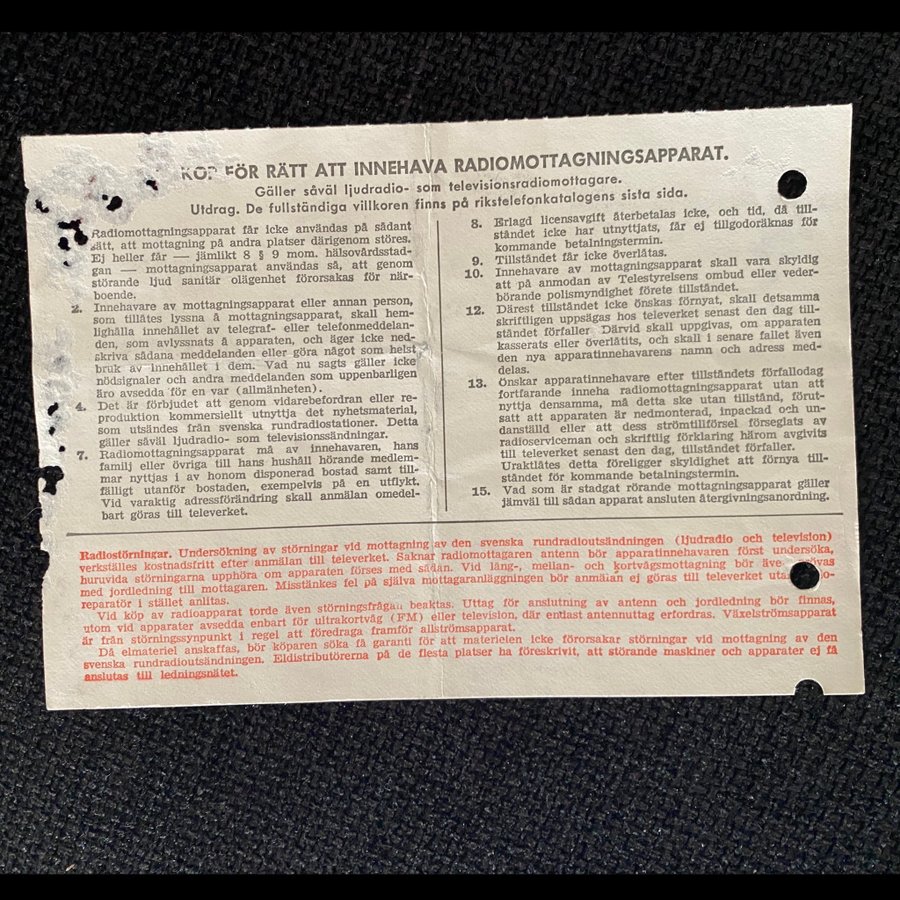 FÖR RÄTT ATT INNEHAVA RADIOMOTTAGNINGSAPPARAT.
Gäller såväl ljudradio- som televisionsradiomottagare.
Utdrag. De fullständiga villkoren finns på rikstelefonkatalogens sista sida.
Radiomottagningsapparat får icke användas på sådant
sätt, att mottagning på andra platser därigenom störes.
Ej heller får — jämlikt 8 § 9 mom. hälsovårdsstad-
gan — mottagningsapparat användas så, att genom
störande ljud sanitär olägenhet förorsakas för när-
boende.
2. Innehavare av mottagningsapparat eller annan person,
som tillåtes lyssna å mottagningsapparat, skall hem-
lighålla innehållet av telegraf- eller telefonmeddelan-
den, som avlyssnats å apparaten, och äger icke ned-
skriva sådana meddelanden eller göra något som helst
bruk av innehållet i dem. Vad nu sagts gäller icke
nödsignaler och andra meddelanden som uppenbarligen
äro avsedda för en var (allmänheten).
4. Det är förbjudet att genom vidarebefordran eller re-
produktion kommersiellt utnyttja det nyhetsmaterial,
som utsändes från svenska rundradiostationer. Detta
gäller såväl ljudradio- som televisionssändningar.
7. Radiomottagningsapparat må av innehavaren, hans
familj eller övriga till hans hushåll hörande medlem-
mar nyttjas i av honom disponerad bostad samt till-
fälligt utanför bostaden, exempelvis på en utflykt.
Vid varaktig adressförändring skall anmälan omedel-
bart göras till televerket.
8. Erlagd licensavgift återbetalas icke, och tid, då till-
ståndet icke har utnyttjats, får ej tillgodoräknas för
kommande betalningstermin.
9. Tillståndet får icke överlåtas.
10. Innehavare av mottagningsapparat skall vara skyldig
att på anmodan av Telestyrelsens ombud eller veder-
börande polismyndighet förete tillståndet.
12. Därest tillståndet icke önskas förnyat, skall detsamma
skriftligen uppsägas hos televerket senast den dag till-
ståndet förfaller. Därvid skall uppgivas, om apparaten
kasserats eller överlåtits, och skall i senare fallet även
den nya apparatinnehavarens namn och adress med-
delas.
13. Önskar apparatinnehavare efter tillståndets förfallodag
fortfarande inneha radiomottagningsapparat utan att
nyttja densamma, må detta ske utan tillstånd, förut-
satt att apparaten är nedmonterad, inpackad och un-
danställd eller att dess strömtillförsel förseglats av
radioserviceman och skriftlig förklaring härom avgivits
till televerket senast den dag, tillståndet förfaller.
Uraktlåtes detta föreligger skyldighet att förnya till-
ståndet för kommande betalningstermin.
15. Vad som är stadgat rörande mottagningsapparat gäller
jämväl till sådan apparat ansluten återgivningsanordning.
Radiostörningar. Undersökning av störningar vid mottagning av den svenska rundradioutsändningen (ljudradio och television)
verkställes kostnadsfritt efter anmälan till televerket. Saknar radiomottagaren antenn bör apparatinnehavaren först undersöka,
huruvida störningarna upphöra om apparaten förses med sådan. Vid lång-, mellan- och kortvågsmottagning bör
med jordledning till mottagaren. Misstänkes fel på själva mottagaranläggningen bör anmälan ej göras till televerket
reparatör i stället anlitas.
Vid köp av radioapparat torde även störningsfrågan beaktas. Uttag för anslutning av antenn och jordledning bör finnas,
utom vid apparater avsedda enbart för ultrakortvåg (FM) eller television, där endast antennuttag erfordras. Växelströmsapparat
är från störningssynpunkt i regel att föredraga framför allströmsapparat.
Då elmateriel anskaffas, bör köparen söka få garanti för att materielen icke förorsakar störningar vid mottagning av den
svenska rundradioutsändningen. Eldistributörerna på de flesta platser ha föreskrivit, att störande maskiner och apparater ej få
anslutas till ledningsnätet.